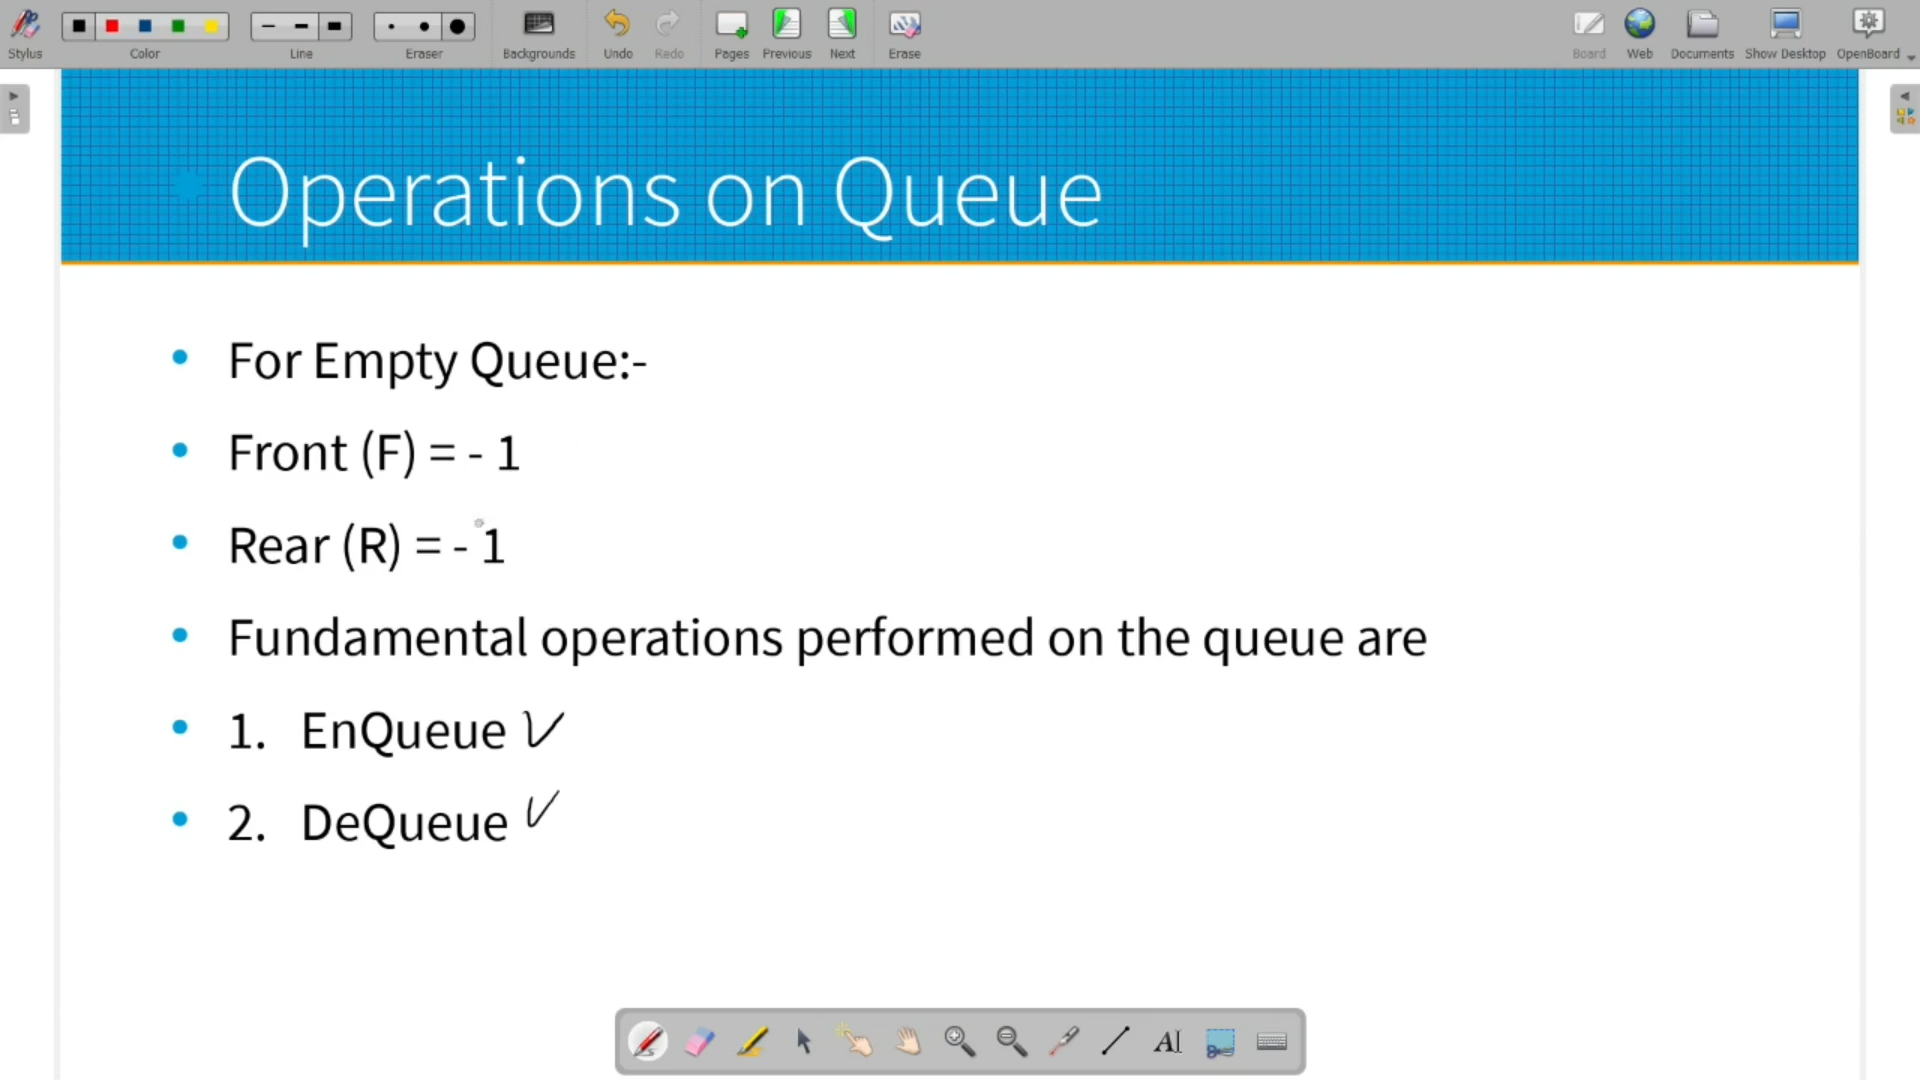 Stylus
Color
Line
Eraser
Backgrounds
Undo
Redo
Pages
Previous
Next
Erase
Board
Web
Documents
Show Desktop
OpenBoard
Operations on Queue
• For Empty Queue:-
• Front (F) = - 1
• Rear (R) = - 1
• Fundamental operations performed on the queue are
• 1. EnQueue
• 2. DeQueue
AI